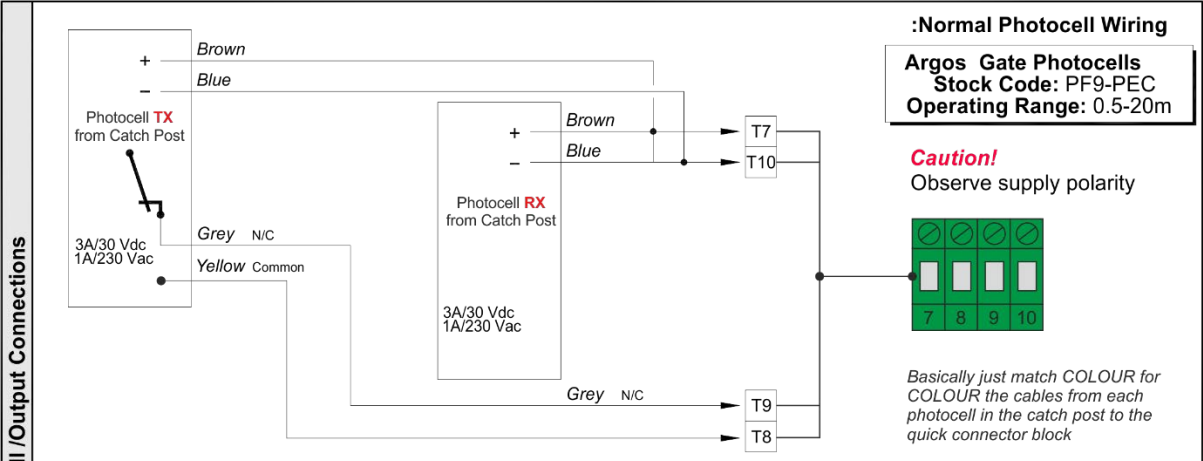 :Normal Photocell Wiring
Argos Gate Photocells
Stock Code: PF9-PEC
Operating Range: 0.5-20m
Caution!
Observe supply polarity
7 8 9 10
Basically just match COLOUR for
COLOUR the cables from each
photocell in the catch post to the
quick connector block
Brown
+
Blue
−
Photocell TX
from Catch Post
3A/30 Vdc
1A/230 Vac
Grey N/C
Yellow Common
Brown
+
Blue
−
Photocell RX
from Catch Post
3A/30 Vdc
1A/230 Vac
Grey N/C
T7
T10
T9
T8
/Output Connections